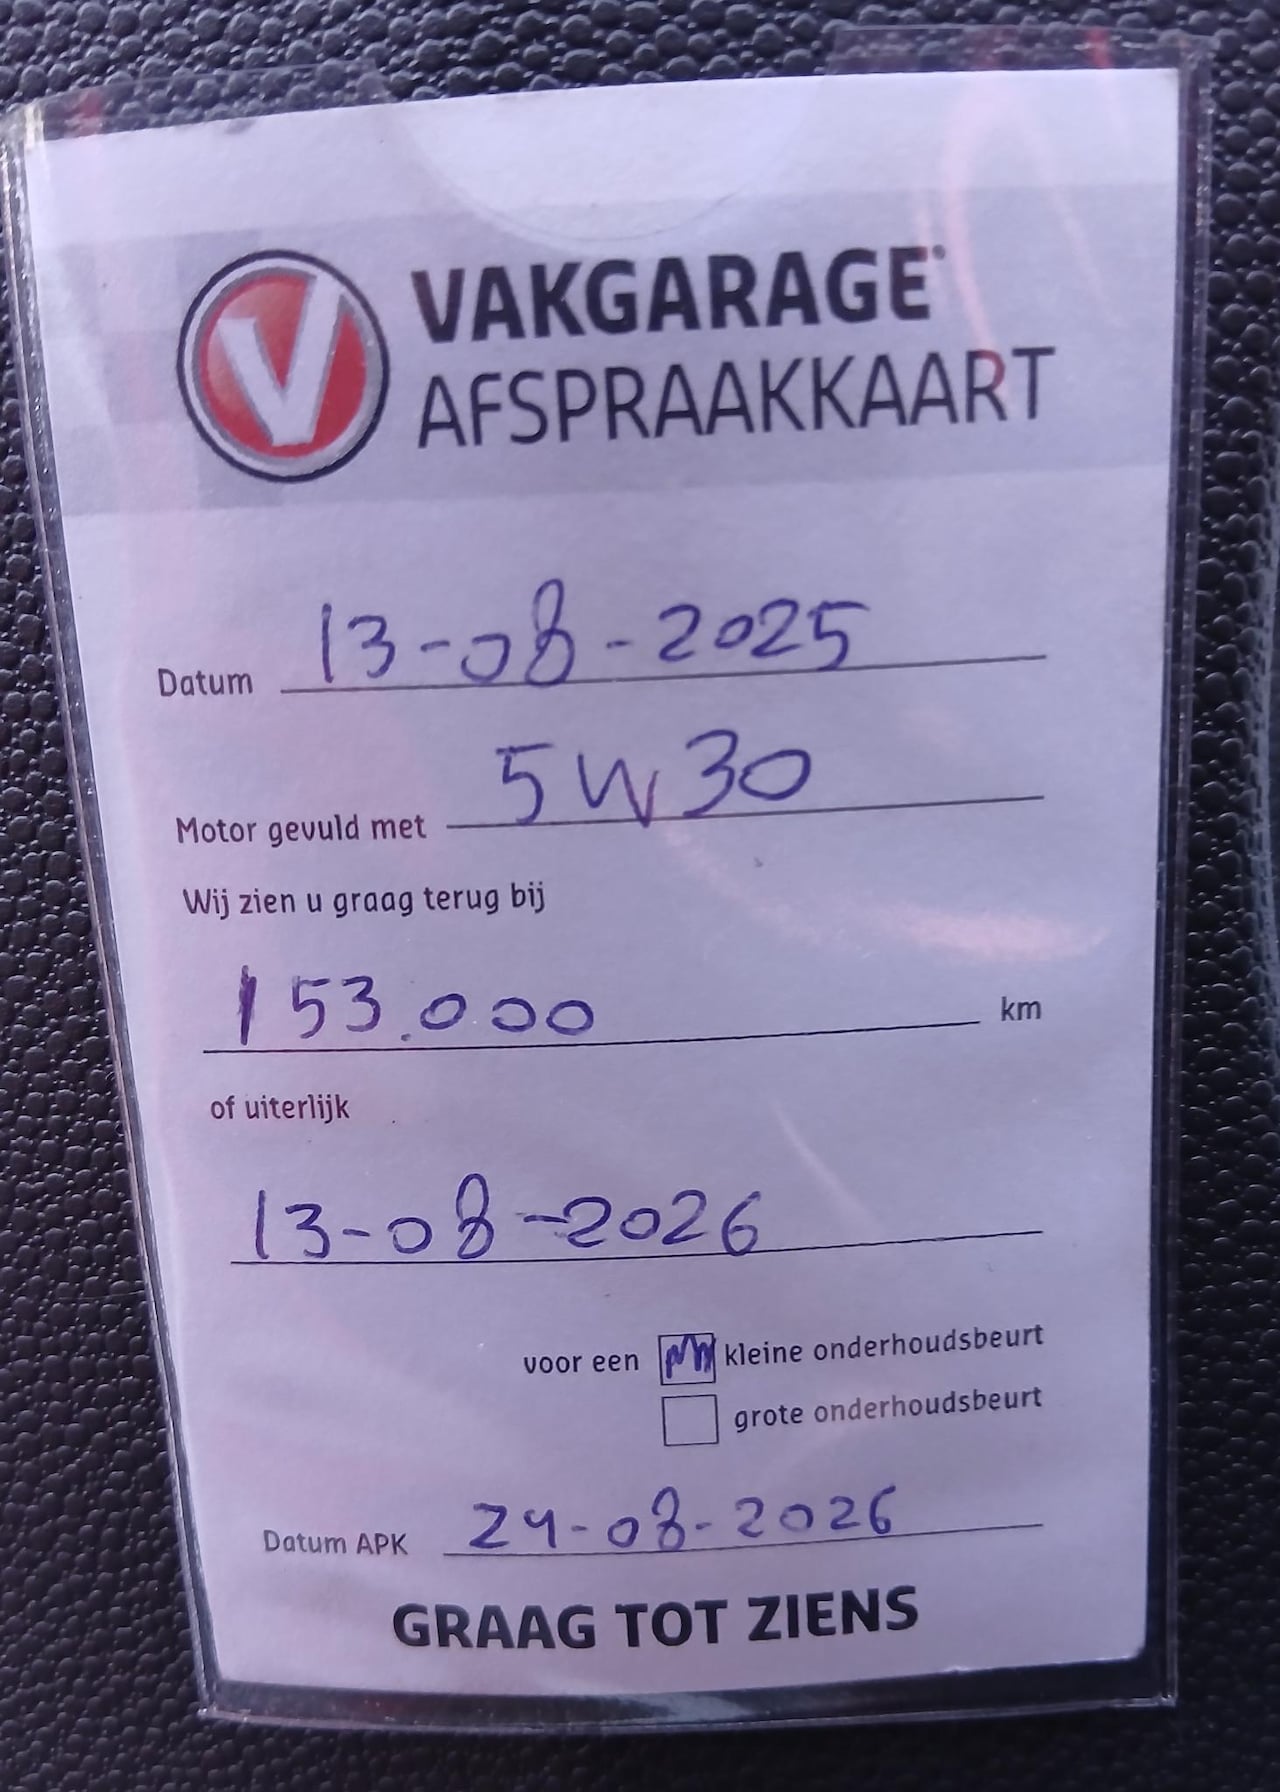 V VAKGARAGE
AFSPRAAKKAART
Datum 13-08-2025
Motor gevuld met 5W30
Wij zien u graag terug bij
153.000 km
of uiterlijk
13-08-2026
voor een kleine onderhoudsbeurt
grote onderhoudsbeurt
Datum APK 24-08-2026
GRAAG TOT ZIENS